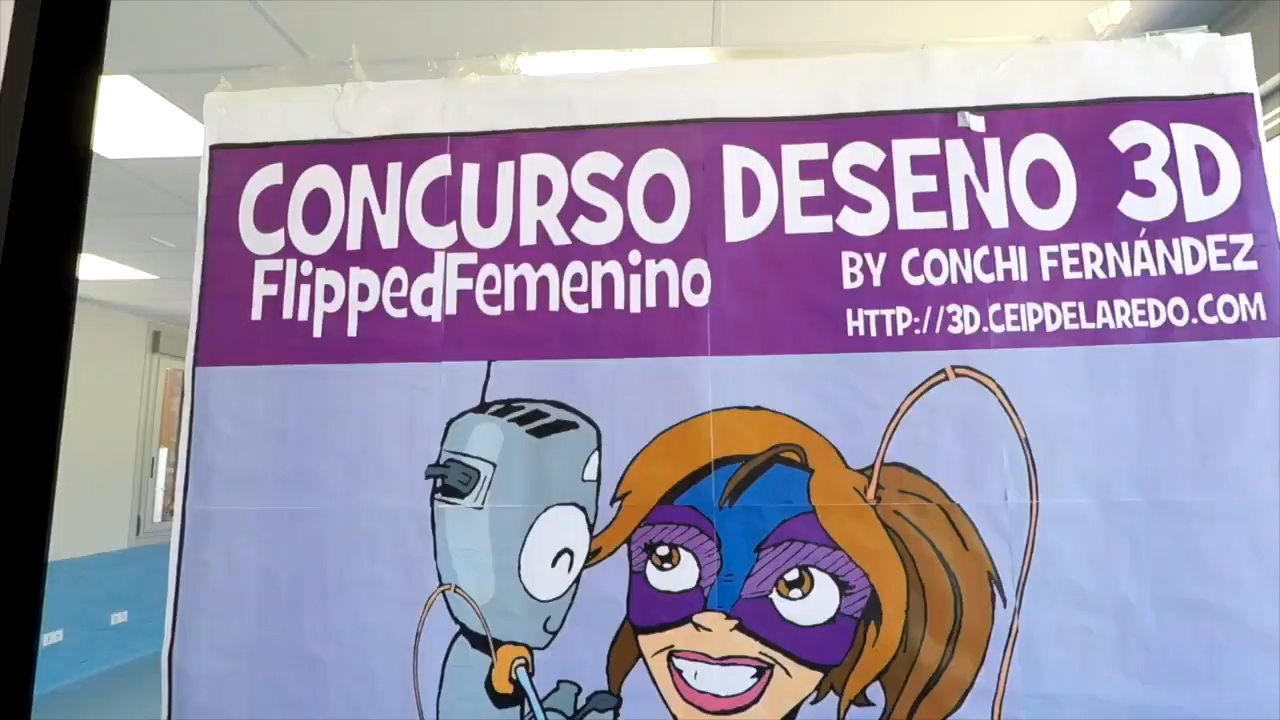 CONCURSO DESEÑO 3D
FlippedFemenino
BY CONCHI FERNÁNDEZ
HTTP://3D.CEIPDELAREDO.COM